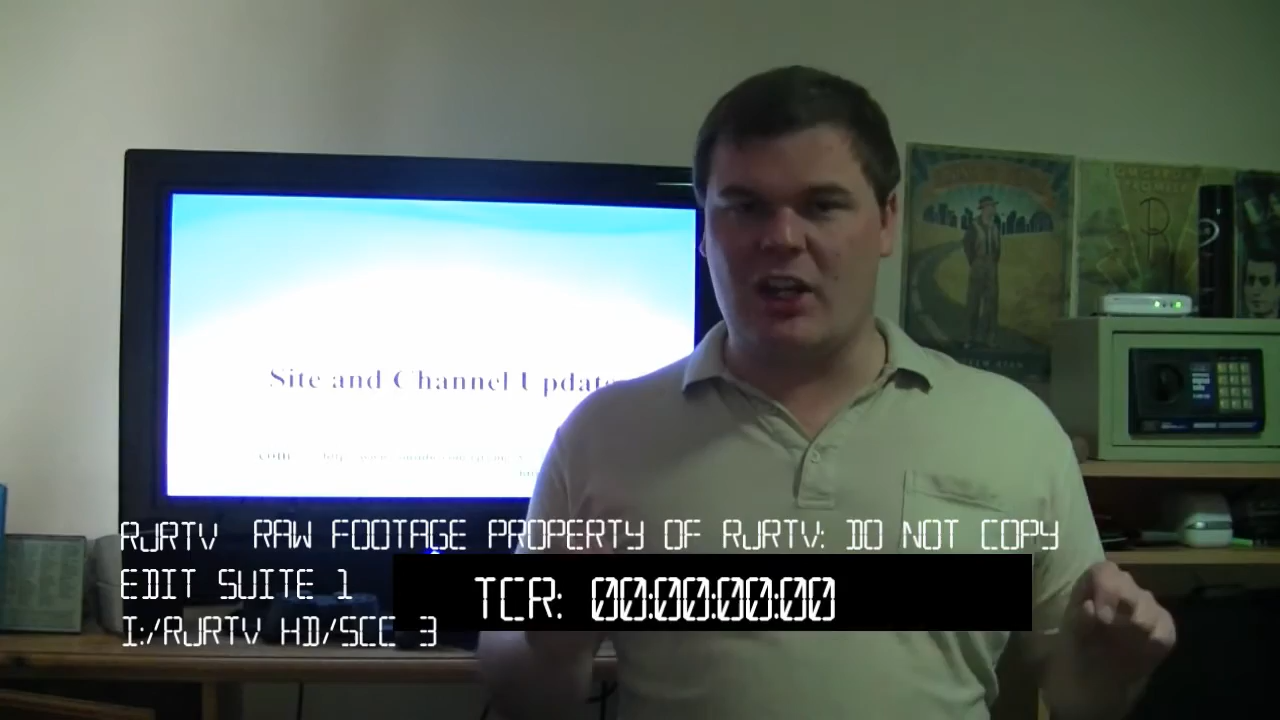 Site and Channel Update
RJRTV RAW FOOTAGE PROPERTY OF RJRTV: DO NOT COPY
EDIT SUITE 1
TCR: 00:00:00:00
I:/RJRTV HD/SCC 3